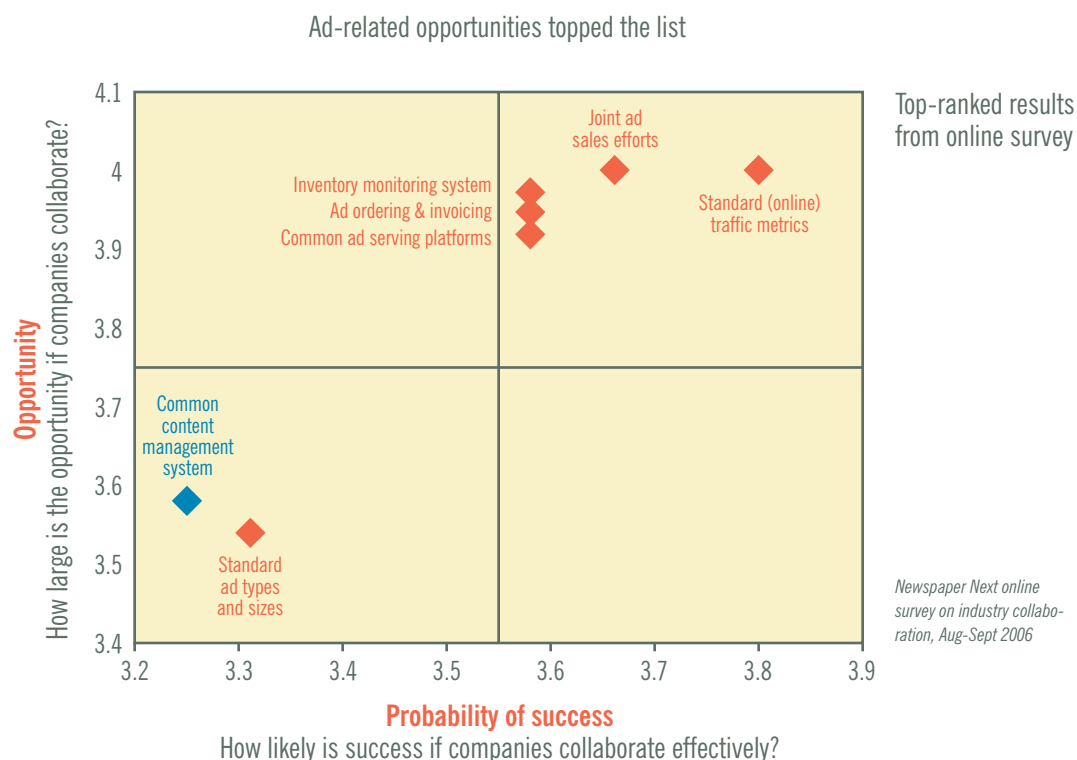 Ad-related opportunities topped the list
Top-ranked results
from online survey
Opportunity
How large is the opportunity if companies collaborate?
4.1
4
3.9
3.8
3.7
3.6
3.5
3.4
Joint ad
sales efforts
Inventory monitoring system
Ad ordering & invoicing
Common ad serving platforms
Standard (online)
traffic metrics
Common
content
management
system
Standard
ad types
and sizes
3.2
3.3
3.4
3.5
3.6
3.7
3.8
3.9
Probability of success
How likely is success if companies collaborate effectively?
Newspaper Next online
survey on industry collabo-
ration, Aug-Sept 2006